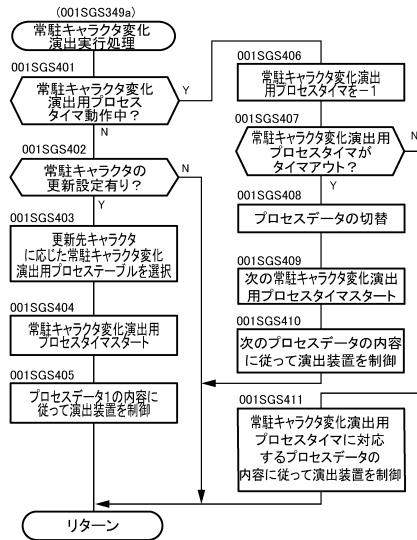 (001SGS349a)
常駐キャラクタ変化
演出実行処理
001SGS401
常駐キャラクタ変化
演出用プロセス
タイマ動作中？
Y
N
001SGS402
常駐キャラクタの
更新設定有り？
N
Y
001SGS403
更新先キャラクタ
に応じた常駐キャラクタ変化
演出用プロセステーブルを選択
001SGS404
常駐キャラクタ変化演出用
プロセスタイマスタート
001SGS405
プロセスデータ1の内容に
従って演出装置を制御
リターン
001SGS406
常駐キャラクタ変化演出
用プロセスタイマを－1
001SGS407
常駐キャラクタ変化演出用
プロセスタイマが
タイムアウト？
N
Y
001SGS408
プロセスデータの切替
001SGS409
次の常駐キャラクタ変化演出
用プロセスタイマスタート
001SGS410
次のプロセスデータの内容
に従って演出装置を制御
001SGS411
常駐キャラクタ変化演出用
プロセスタイマに対応
するプロセスデータの
内容に従って演出装置を制御